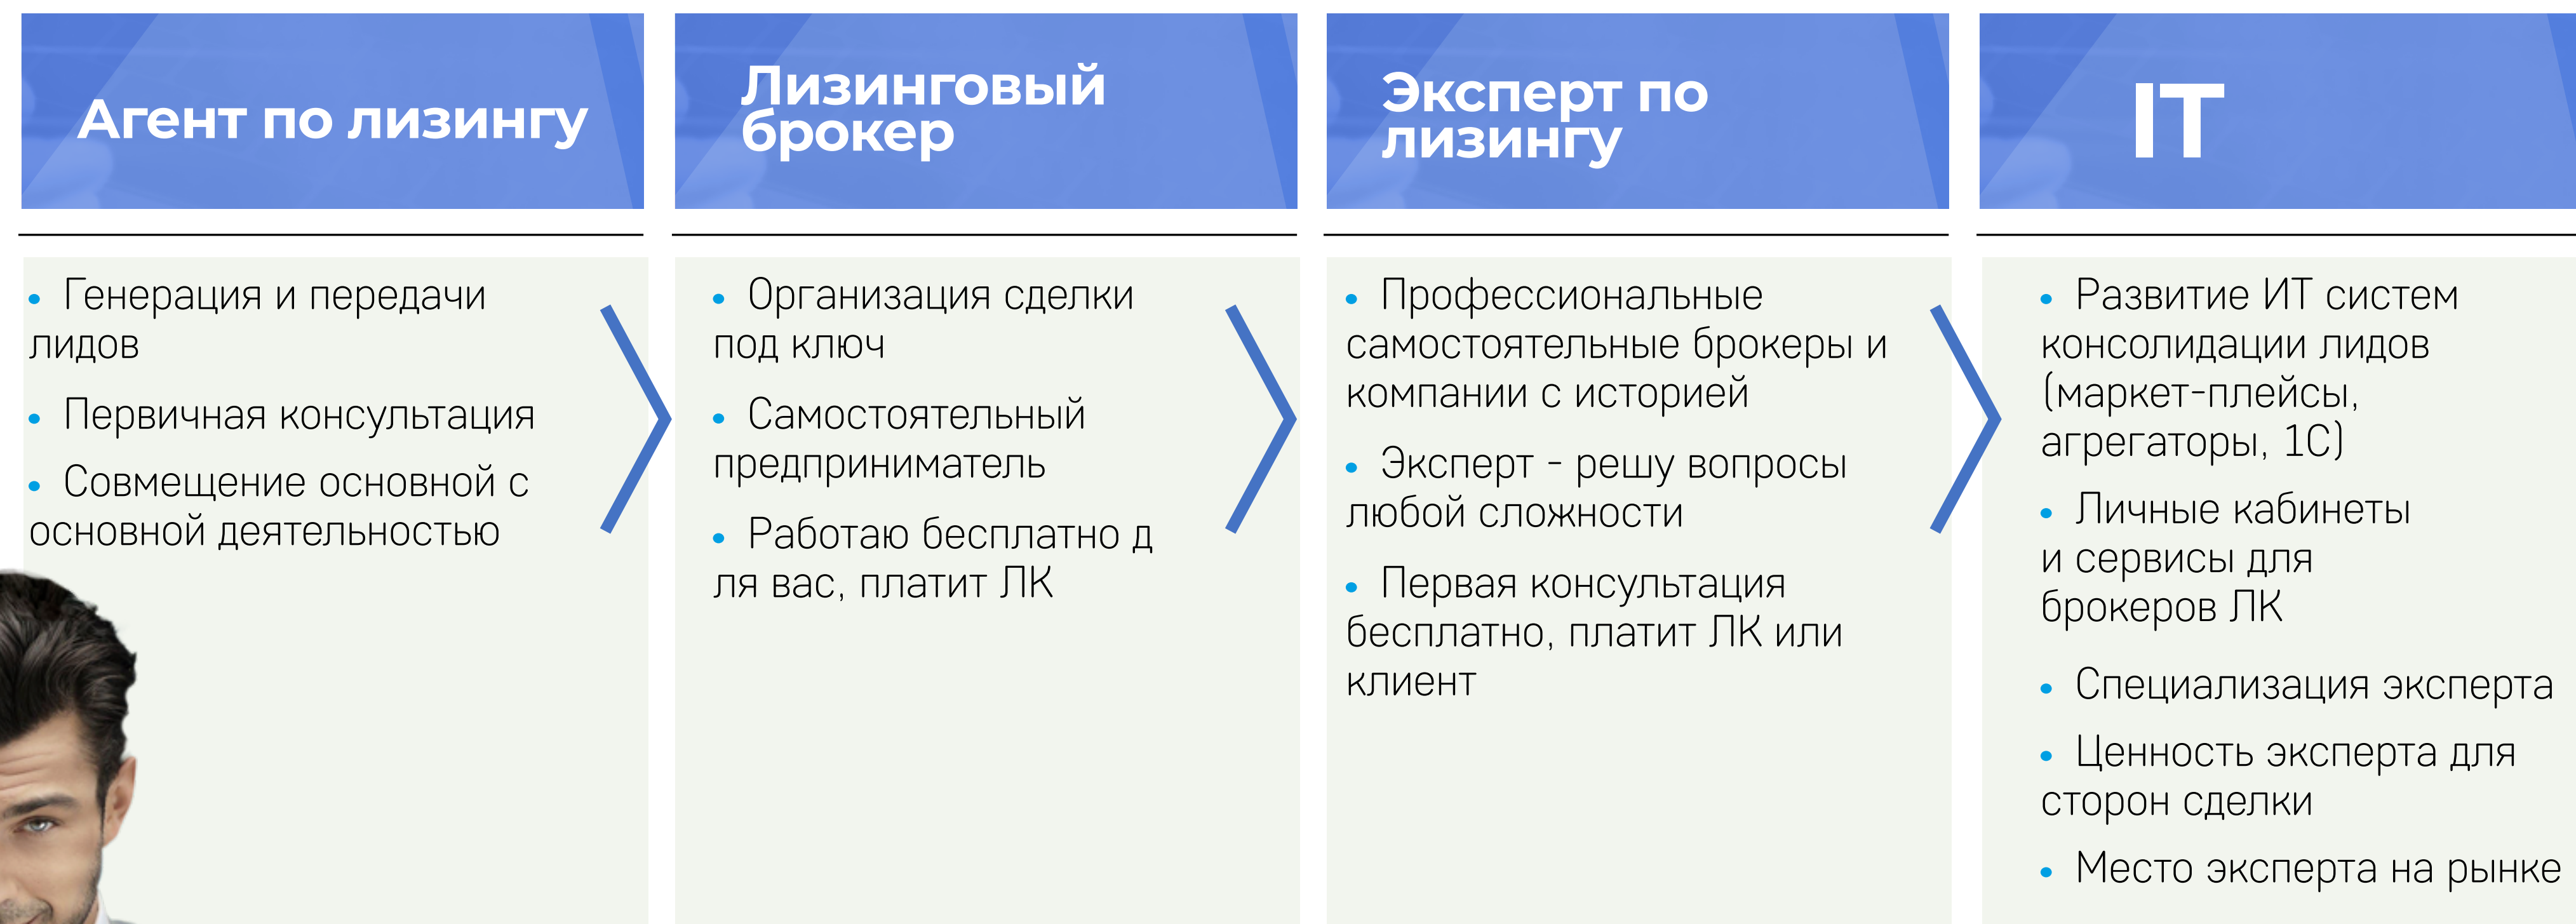 Агент по лизингу
• Генерация и передачи
лидов
• Первичная консультация
• Совмещение основной с
основной деятельностью
Лизинговый
брокер
• Организация сделки
под ключ
• Самостоятельный
предприниматель
• Работаю бесплатно д
ля вас, платит ЛК
Эксперт по
лизингу
• Профессиональные
самостоятельные брокеры и
компании с историей
• Эксперт - решу вопросы
любой сложности
• Первая консультация
бесплатно, платит ЛК или
клиент
IT
• Развитие ИТ систем
консолидации лидов
(маркет-плейсы,
агрегаторы, 1С)
• Личные кабинеты
и сервисы для
брокеров ЛК
• Специализация эксперта
• Ценность эксперта для
сторон сделки
• Место эксперта на рынке